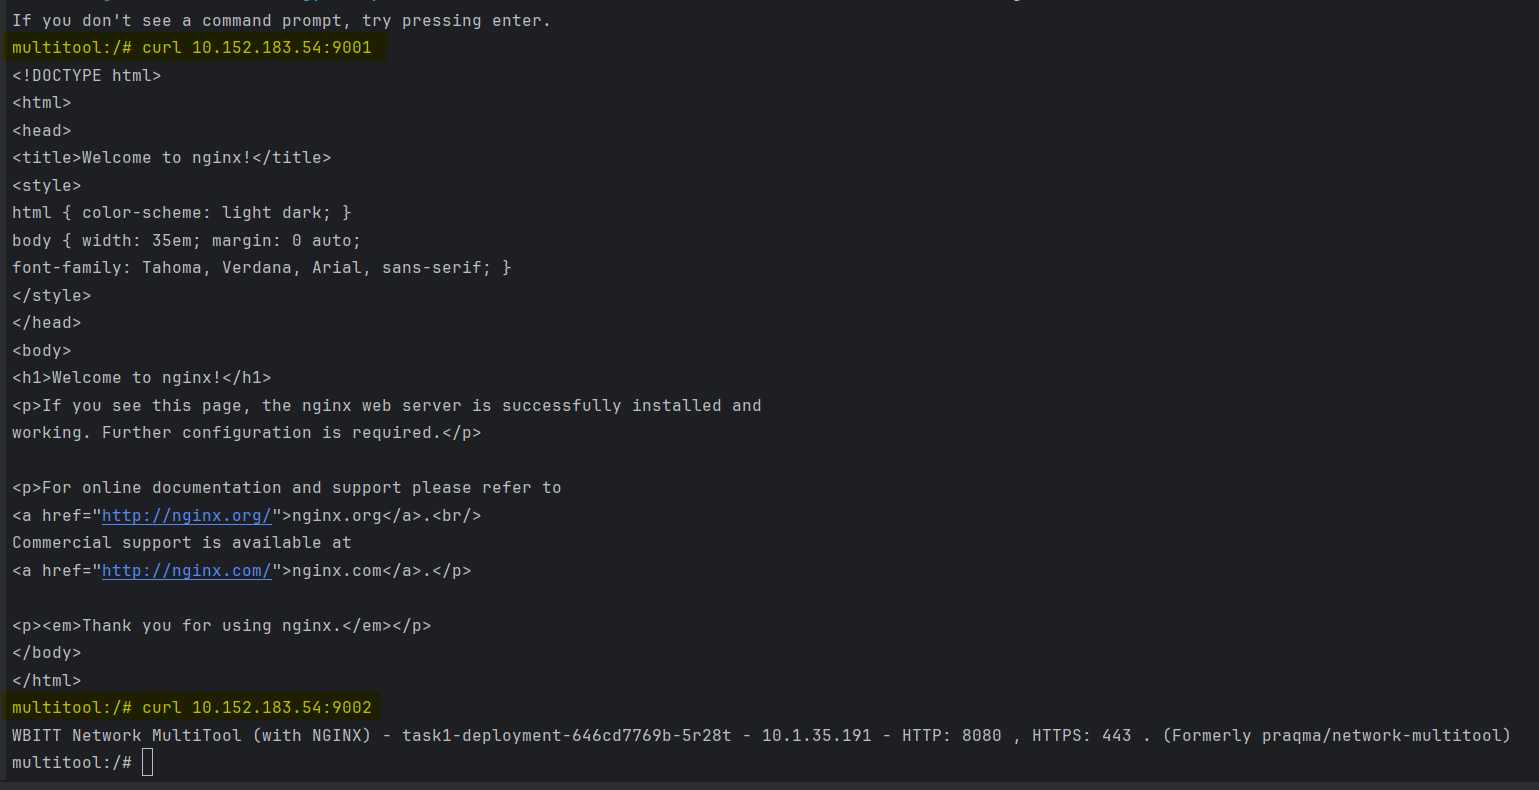 If you don't see a command prompt, try pressing enter.
multitool:/# curl 10.152.183.54:9001
<!DOCTYPE html>
<html>
<head>
<title>Welcome to nginx!</title>
<style>
html { color-scheme: light dark; }
body { width: 35em; margin: 0 auto;
font-family: Tahoma, Verdana, Arial, sans-serif; }
</style>
</head>
<body>
<h1>Welcome to nginx!</h1>
<p>If you see this page, the nginx web server is successfully installed and
working. Further configuration is required.</p>

<p>For online documentation and support please refer to
<a href="http://nginx.org/">nginx.org</a>.<br/>
Commercial support is available at
<a href="http://nginx.com/">nginx.com</a>.</p>

<p><em>Thank you for using nginx.</em></p>
</body>
</html>
multitool:/# curl 10.152.183.54:9002
WBITT Network MultiTool (with NGINX) - task1-deployment-646cd7769b-5r28t - 10.1.35.191 - HTTP: 8080 , HTTPS: 443 . (Formerly praqma/network-multitool)
multitool:/#